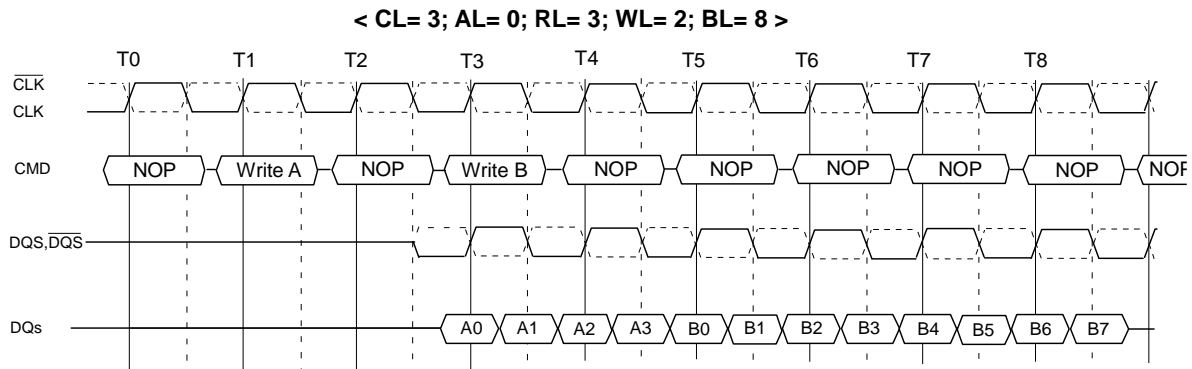 < CL= 3; AL= 0; RL= 3; WL= 2; BL= 8 >
T0 T1 T2 T3 T4 T5 T6 T7 T8
CLK
CLK
CMD NOP Write A NOP Write B NOP NOP NOP NOP NOP NOP
DQS,DQS
DQs A0 A1 A2 A3 B0 B1 B2 B3 B4 B5 B6 B7